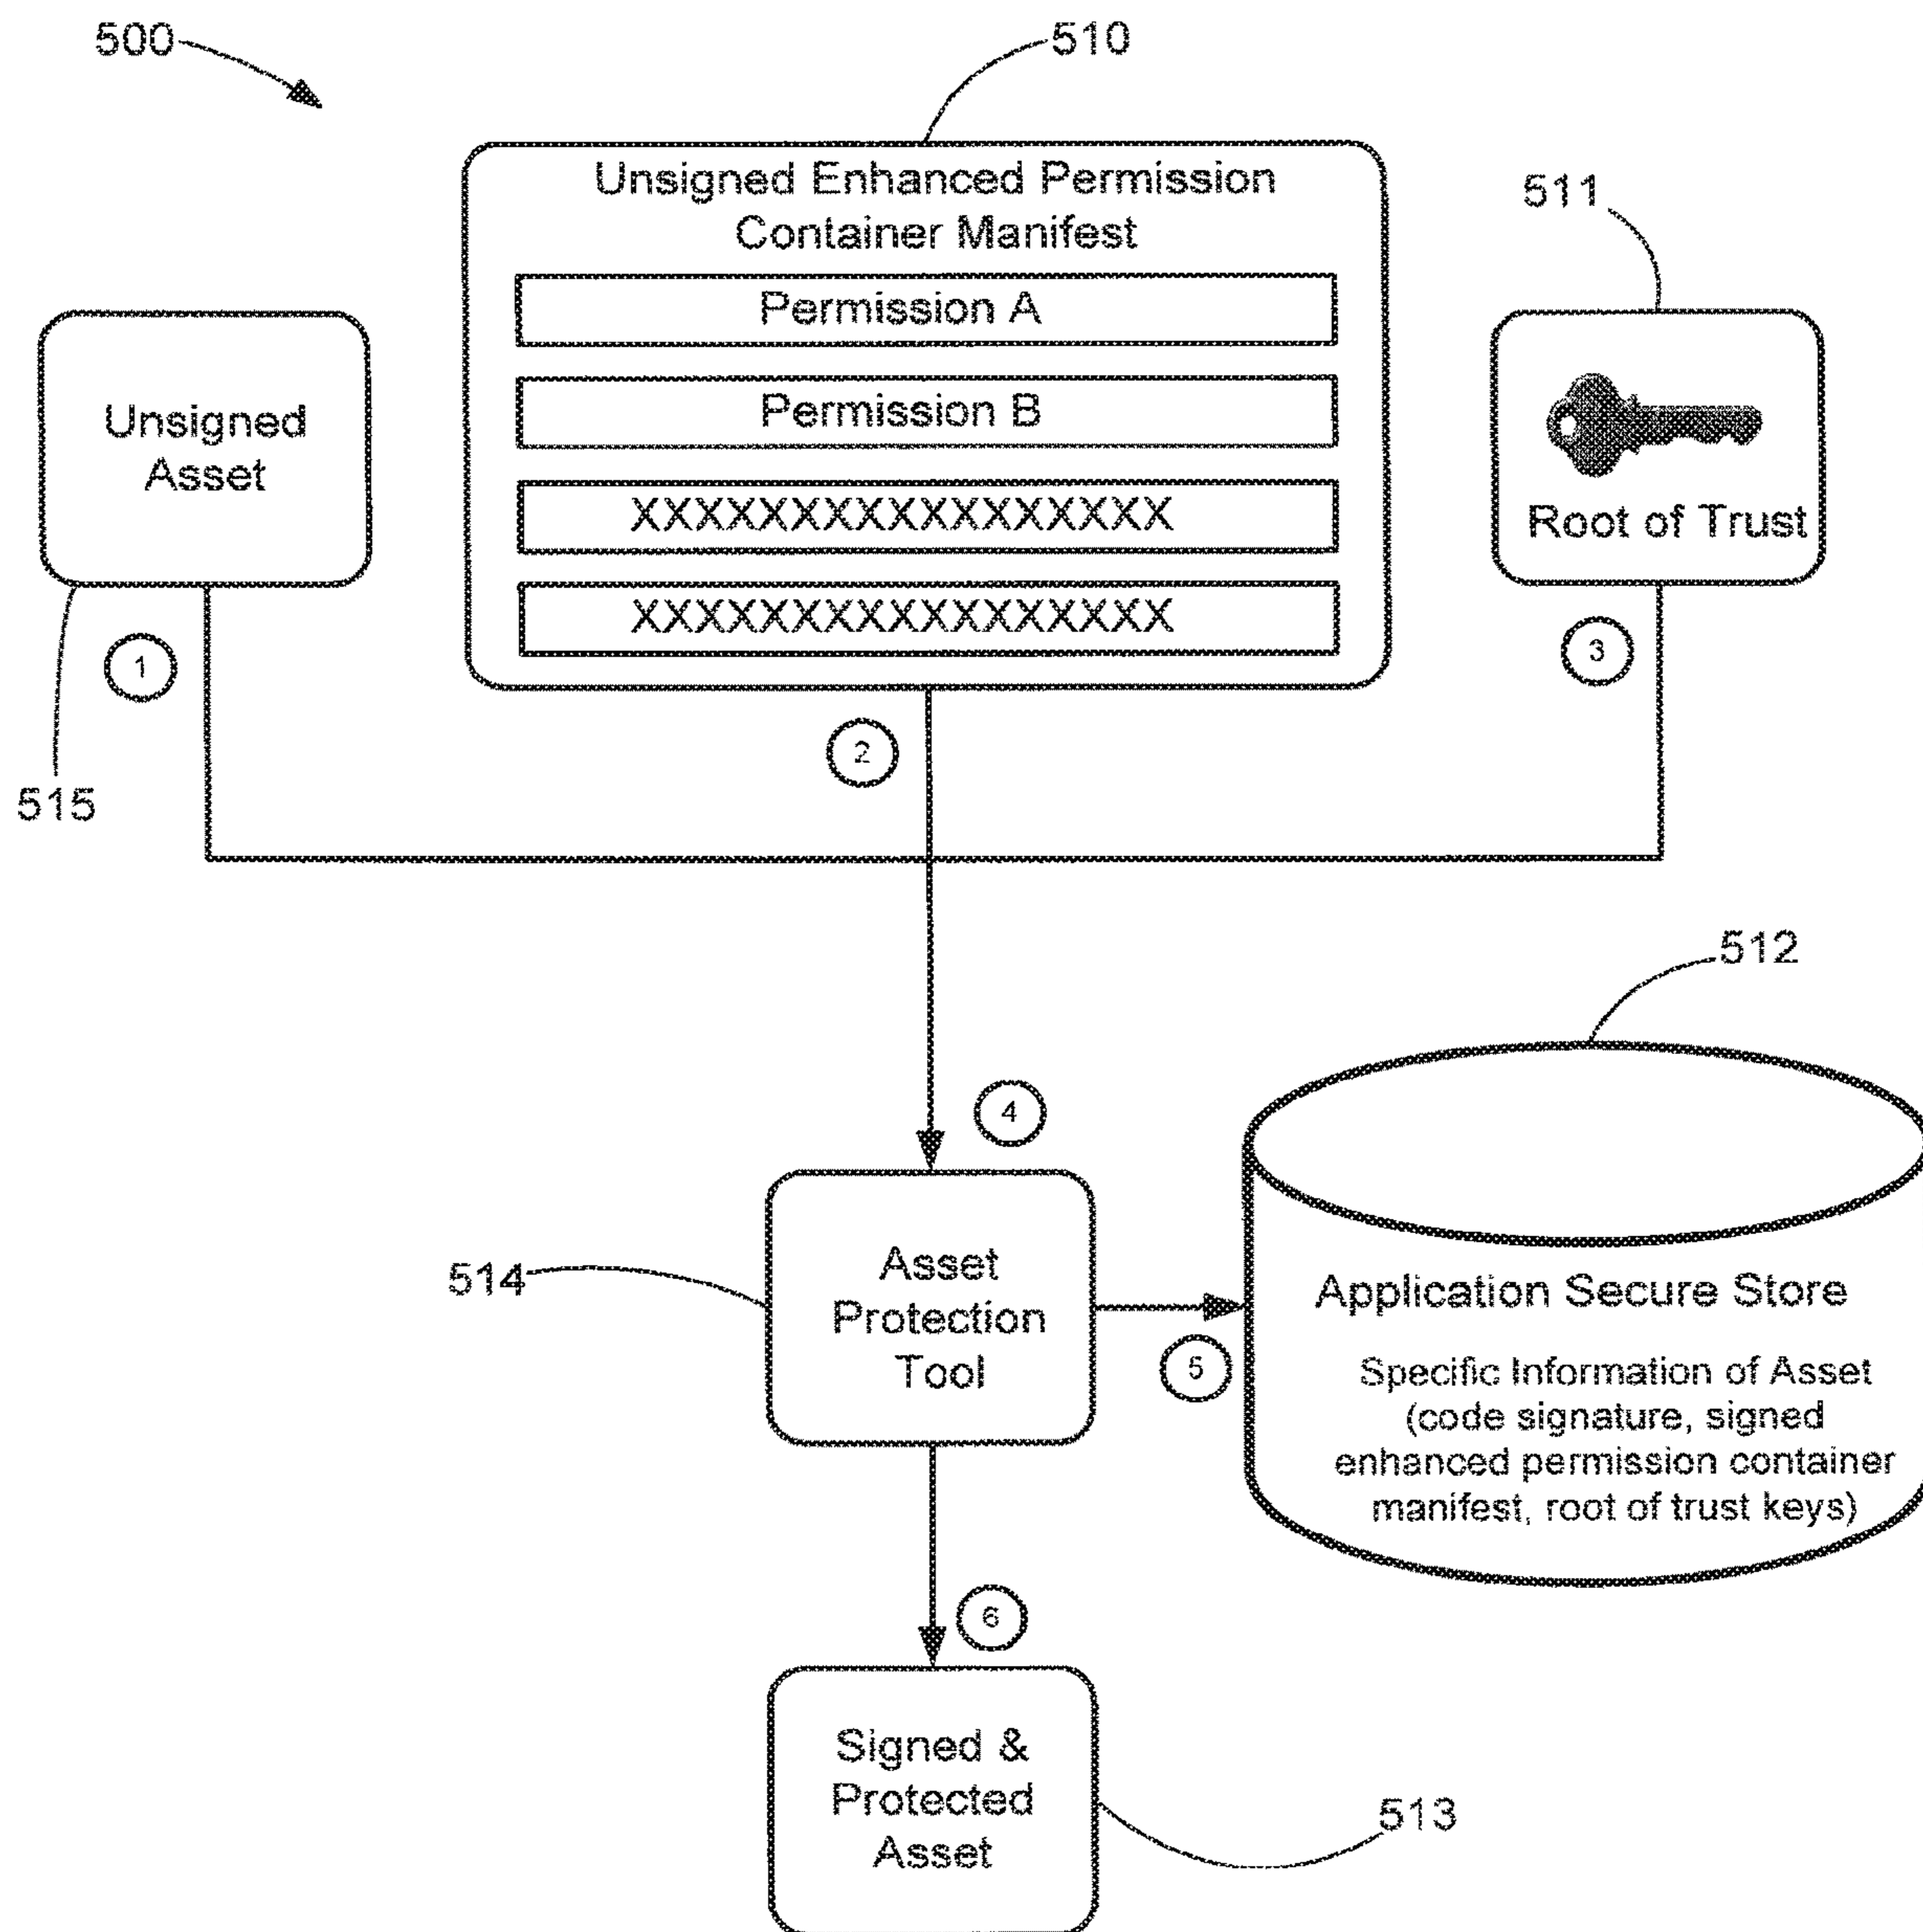 500
510
Unsigned Enhanced Permission
Container Manifest
511
Permission A
Unsigned
Asset
Permission B
XXXXXXXXXXXXXXXXX
Root of Trust
XXXXXXXXXXXXXXXXX
1
3
2
515
512
4
514
Asset
Protection
Tool
Application Secure Store
5
Specific Information of Asset
(code signature, signed
enhanced permission container
manifest, root of trust keys)
6
Signed &
Protected
Asset
513